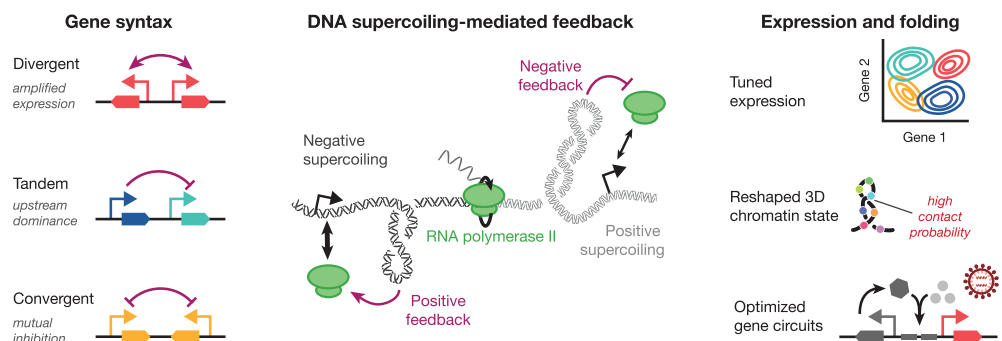 Gene syntax
Divergent
amplified
expression
Tandem
upstream
dominance
Convergent
mutual
inhibition
DNA supercoiling-mediated feedback
Negative
feedback
Negative
supercoiling
RNA polymerase II
Positive
supercoiling
Positive
feedback
Expression and folding
Tuned
expression
Gene 2
Gene 1
Reshaped 3D
chromatin state
high
contact
probability
Optimized
gene circuits